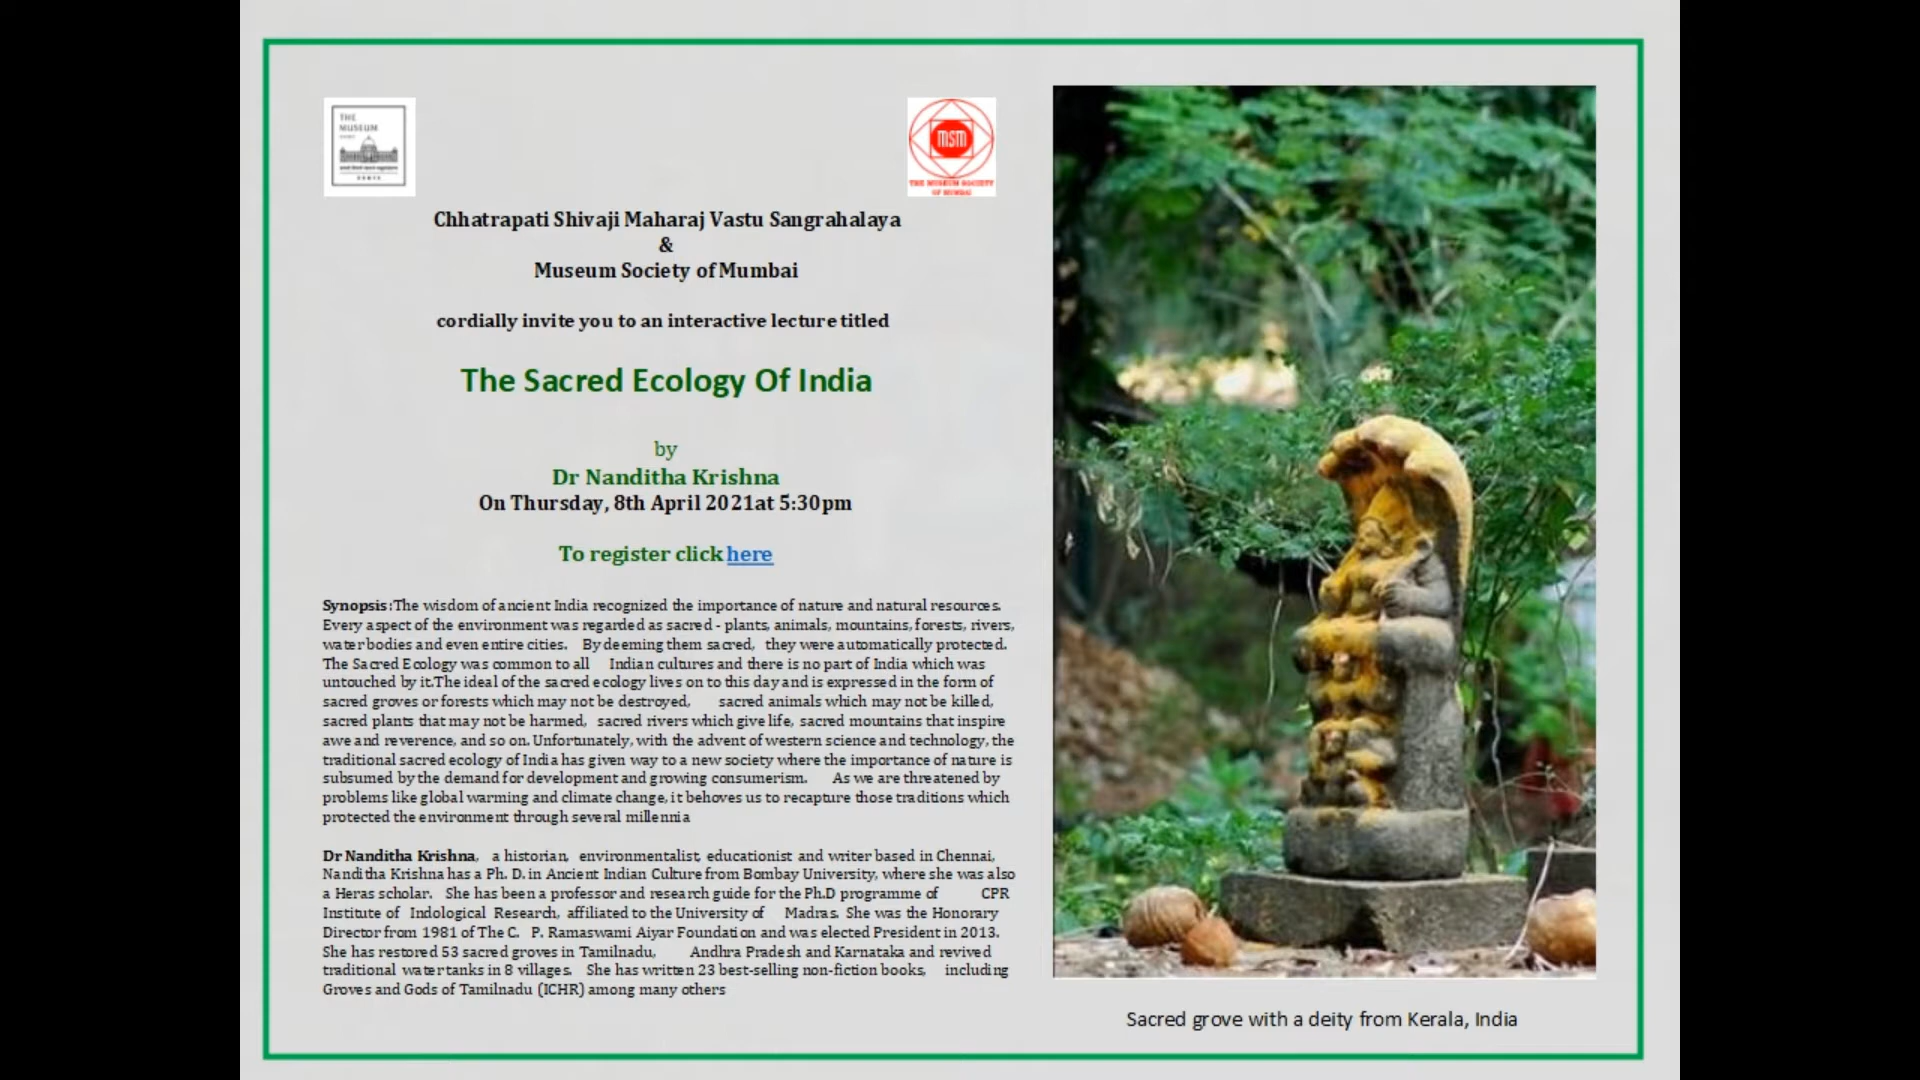 THE
MUSEUM
MSM
THE MUSEUM SOCIETY
OF MUMBAI
Chhatrapati Shivaji Maharaj Vastu Sangrahalaya
&
Museum Society of Mumbai
cordially invite you to an interactive lecture titled
The Sacred Ecology Of India
by
Dr Nanditha Krishna
On Thursday, 8th April 2021at 5:30pm
To register click here
Synopsis:The wisdom of ancient India recognized the importance of nature and natural resources.
Every aspect of the environment was regarded as sacred - plants, animals, mountains, forests, rivers,
water bodies and even entire cities. By deeming them sacred, they were automatically protected.
The Sacred Ecology was common to all Indian cultures and there is no part of India which was
untouched by it.The ideal of the sacred ecology lives on to this day and is expressed in the form of
sacred groves or forests which may not be destroyed, sacred animals which may not be killed,
sacred plants that may not be harmed, sacred rivers which give life, sacred mountains that inspire
awe and reverence, and so on. Unfortunately, with the advent of western science and technology, the
traditional sacred ecology of India has given way to a new society where the importance of nature is
subsumed by the demand for development and growing consumerism. As we are threatened by
problems like global warming and climate change, it behoves us to recapture those traditions which
protected the environment through several millennia
Dr Nanditha Krishna, a historian, environmentalist, educationist and writer based in Chennai,
Nanditha Krishna has a Ph. D. in Ancient Indian Culture from Bombay University, where she was also
a Heras scholar. She has been a professor and research guide for the Ph.D programme of CPR
Institute of Indological Research, affiliated to the University of Madras. She was the Honorary
Director from 1981 of The C. P. Ramaswami Aiyar Foundation and was elected President in 2013.
She has restored 53 sacred groves in Tamilnadu, Andhra Pradesh and Karnataka and revived
traditional water tanks in 8 villages. She has written 23 best-selling non-fiction books, including
Groves and Gods of Tamilnadu (ICHR) among many others
Sacred grove with a deity from Kerala, India